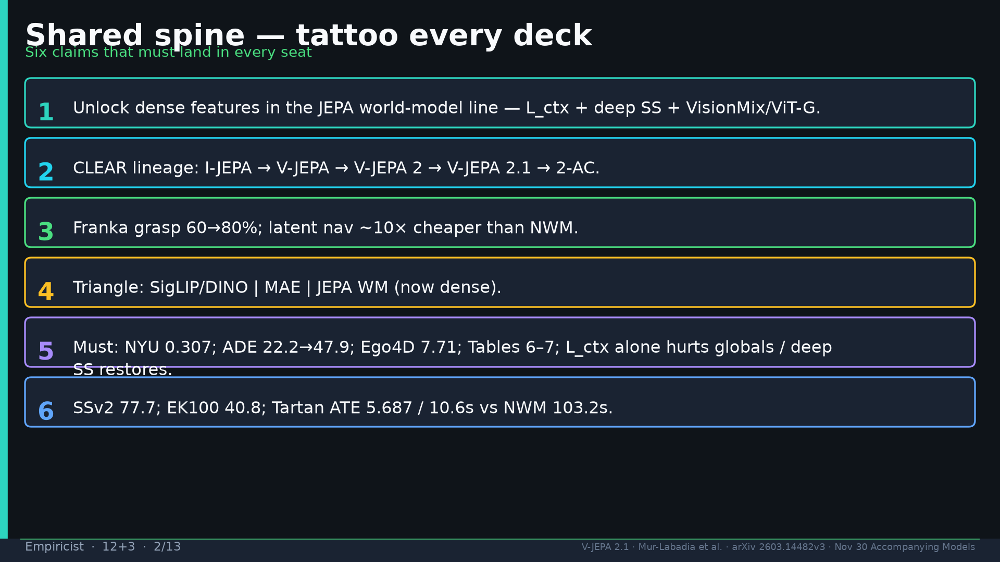 Shared spine — tattoo every deck
Six claims that must land in every seat
1 Unlock dense features in the JEPA world-model line — L_ctx + deep SS + VisionMix/ViT-G.
2 CLEAR lineage: I-JEPA → V-JEPA → V-JEPA 2 → V-JEPA 2.1 → 2-AC.
3 Franka grasp 60→80%; latent nav ~10× cheaper than NWM.
4 Triangle: SigLIP/DINO | MAE | JEPA WM (now dense).
5 Must: NYU 0.307; ADE 22.2→47.9; Ego4D 7.71; Tables 6–7; L_ctx alone hurts globals / deep
SS restores.
6 SSv2 77.7; EK100 40.8; Tartan ATE 5.687 / 10.6s vs NWM 103.2s.
Empiricist · 12+3 · 2/13
V-JEPA 2.1 · Mur-Labadia et al. · arXiv 2603.14482v3 · Nov 30 Accompanying Models